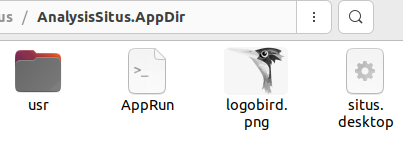 us / AnalysisSitus.AppDir
usr
AppRun
logobird.
png
situs.
desktop